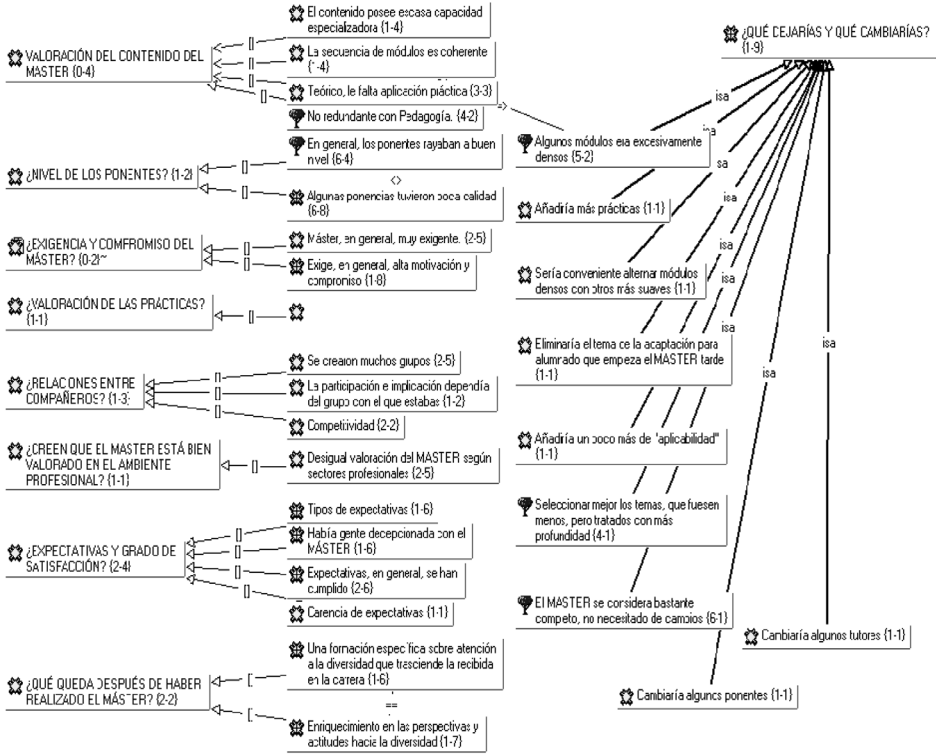 El contenido posee escasa capacidad
especializadora {1-4}
VALORACIÓN DEL CONTENIDO DEL
MASTER {0-4}
[]
La secuencia de módulos es coherente
{1-4}
[]
Teórico, le falta aplicación práctica {3-3}
[]
=>
No redundante con Pedagogía. {4-2}
¿NIVEL DE LOS PONENTES? {1-2}
[]
En general, los ponentes rayaban a buen
nivel {6-4}
<>
[]
Algunas ponencias tuvieron poca calidad
{6-8}
¿EXIGENCIA Y COMPROMISO DEL
MÁSTER? {0-2}~
[]
Máster, en general, muy exigente. {2-5}
[]
Exige, en general, alta motivación y
compromiso {1-8}
¿VALORACIÓN DE LAS PRÁCTICAS?
{1-1}
[]
¿RELACIONES ENTRE
COMPAÑEROS? {1-3}
[]
Se crearon muchos grupos {2-5}
[]
La participación e implicación dependía
del grupo con el que estabas {1-2}
[]
Competitividad {2-2}
¿CREEN QUE EL MASTER ESTÁ BIEN
VALORADO EN EL AMBIENTE
PROFESIONAL? {1-1}
[]
Desigual valoración del MASTER según
sectores profesionales {2-5}
¿EXPECTATIVAS Y GRADO DE
SATISFACCIÓN? {2-4}
[]
Tipos de expectativas {1-6}
[]
Había gente decepcionada con el
MÁSTER {1-6}
[]
Expectativas, en general, se han
cumplido {2-6}
[]
Carencia de expectativas {1-1}
¿QUÉ QUEDA DESPUÉS DE HABER
REALIZADO EL MÁSTER? {2-2}
[
Una formación específica sobre atención
a la diversidad que trasciende la recibida
en la carrera {1-6}
==
[
Enriquecimiento en las perspectivas y
actitudes hacia la diversidad {1-7}
¿QUÉ CEJARÍAS Y QUÉ CAMBIARÍAS?
{1-9}
isa
Algunos módulos era excesivamente
densos {5-2}
isa
Añadiría más prácticas {1-1}
sa
isa
Sería conveniente alternar módulos
densos con otros más suaves {1-1}
isa
isa
Eliminaría el tema ce la acaptación para
alumnado que empeza el MASTER tarde
{1-1}
isa
isa
Añadiría un poco más de "aplicabilidad"
{1-1}
Seleccionar mejor los temas, que fuesen
menos, pero tratados con más
profundidad {4-1}
El MASTER se considera bastante
competo, no necesitado de cambios {6-1}
Cambiaría algunos tutores {1-1}
Cambiaría algunos ponentes {1-1}